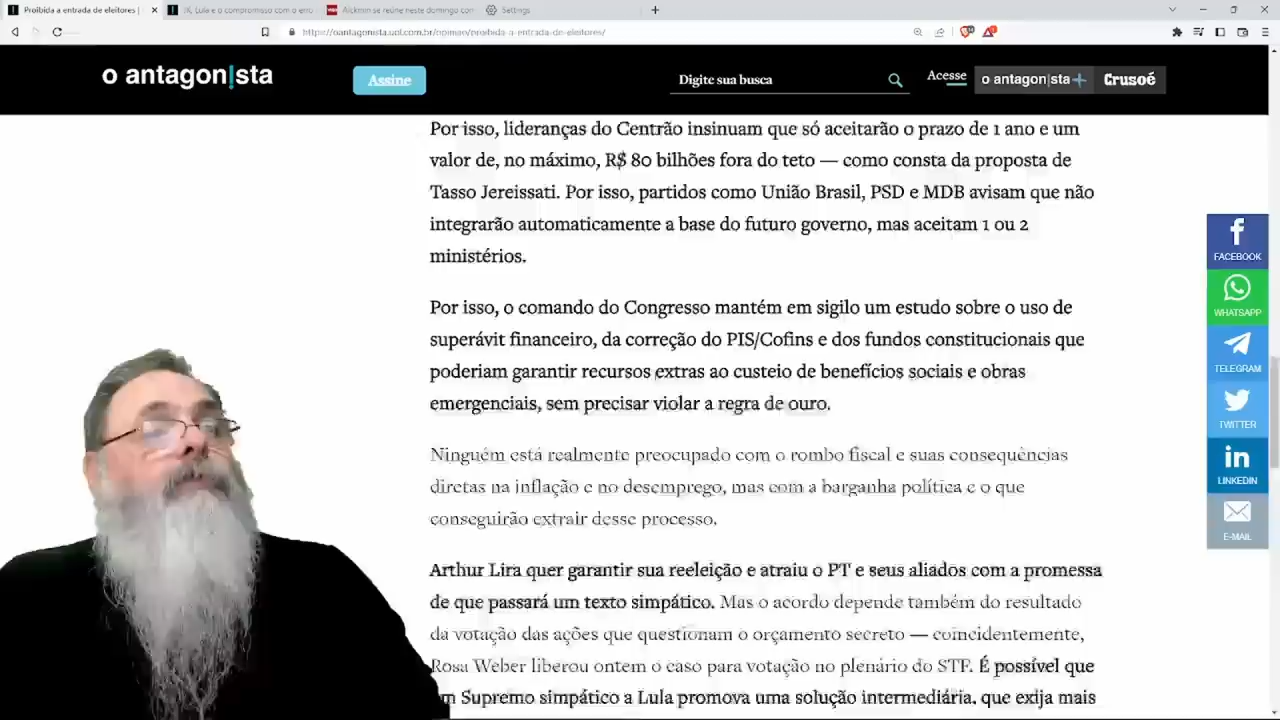 Proibida a entrada de eleitores |
IX, Lula e o compromisso com o erro
Alckmin se reúne neste domingo com
Settings
https://oantagonista.uol.com.br/opiniao/proibida-a-entrada-de-eleitores/
o antagon!sta
Assine
Digite sua busca
Acesse
o antagon|sta+
Crusoé
Por isso, lideranças do Centrão insinuam que só aceitarão o prazo de 1 ano e um
valor de, no máximo, R$ 80 bilhões fora do teto — como consta da proposta de
Tasso Jereissati. Por isso, partidos como União Brasil, PSD e MDB avisam que não
integrarão automaticamente a base do futuro governo, mas aceitam 1 ou 2
ministérios.
Por isso, o comando do Congresso mantém em sigilo um estudo sobre o uso de
superávit financeiro, da correção do PIS/Cofins e dos fundos constitucionais que
poderiam garantir recursos extras ao custeio de benefícios sociais e obras
emergenciais, sem precisar violar a regra de ouro.
Ninguém está realmente preocupado com o rombo fiscal e suas consequências
diretas na inflação e no desemprego, mas com a barganha política e o que
conseguirão extrair desse processo.
Arthur Lira quer garantir sua reeleição e atraiu o PT e seus aliados com a promessa
de que passará um texto simpático. Mas o acordo depende também do resultado
da votação das ações que questionam o orçamento secreto — coincidentemente,
Rosa Weber liberou ontem o caso para votação no plenário do STF. É possível que
Supremo simpático a Lula promova uma solução intermediária, que exija mais
FACEBOOK
WHATSAPP
TELEGRAM
TWITTER
LINKEDIN
E-MAIL